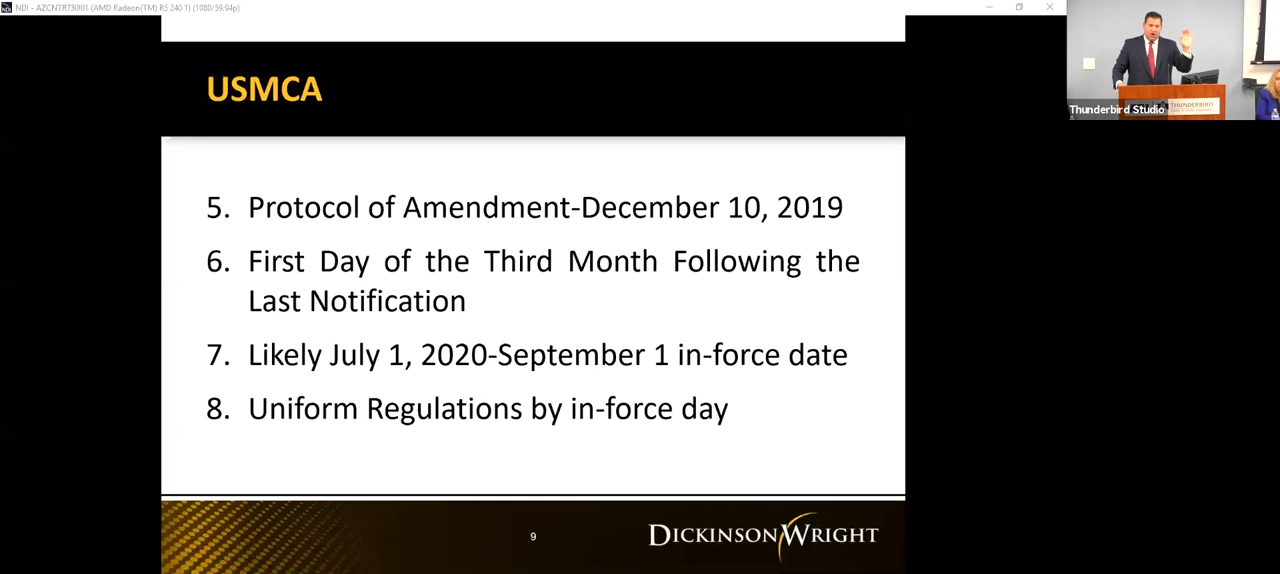 NDI - AZCNTR730I01 (AMD Radeon(TM) R5 240 1) (1080/59.94p)
USMCA
5. Protocol of Amendment-December 10, 2019
6. First Day of the Third Month Following the
Last Notification
7. Likely July 1, 2020-September 1 in-force date
8. Uniform Regulations by in-force day
9
DICKINSON WRIGHT
Thunderbird Studio
THUNDERBIRD